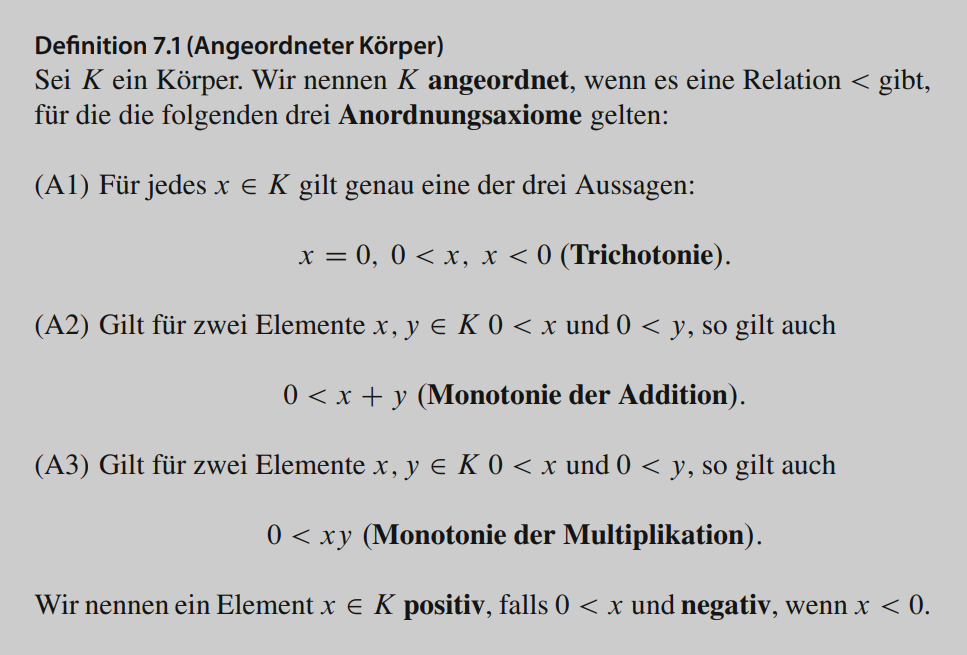 Definition 7.1 (Angeordneter Körper)
Sei K ein Körper. Wir nennen K angeordnet, wenn es eine Relation < gibt,
für die die folgenden drei Anordnungsaxiome gelten:
(A1) Für jedes x ∈ K gilt genau eine der drei Aussagen:
x = 0, 0 < x, x < 0 (Trichotonie).
(A2) Gilt für zwei Elemente x, y ∈ K 0 < x und 0 < y, so gilt auch
0 < x + y (Monotonie der Addition).
(A3) Gilt für zwei Elemente x, y ∈ K 0 < x und 0 < y, so gilt auch
0 < xy (Monotonie der Multiplikation).
Wir nennen ein Element x ∈ K positiv, falls 0 < x und negativ, wenn x < 0.